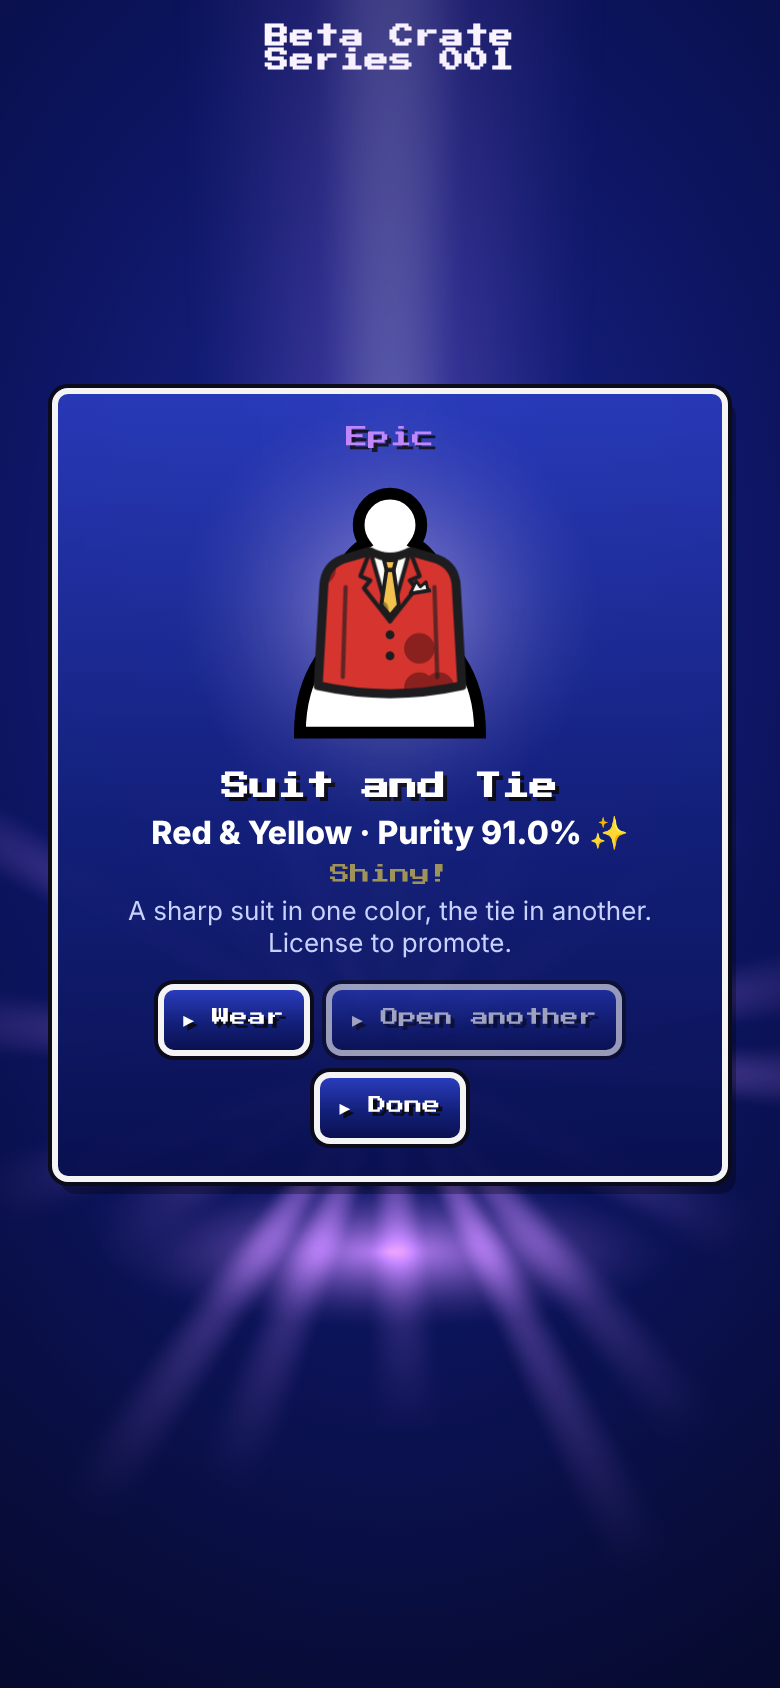 Beta Crate
Series 001
Epic
Suit and Tie
Red & Yellow · Purity 91.0% ✨
Shiny!
A sharp suit in one color, the tie in another.
License to promote.
▶ Wear
▶ Open another
▶ Done